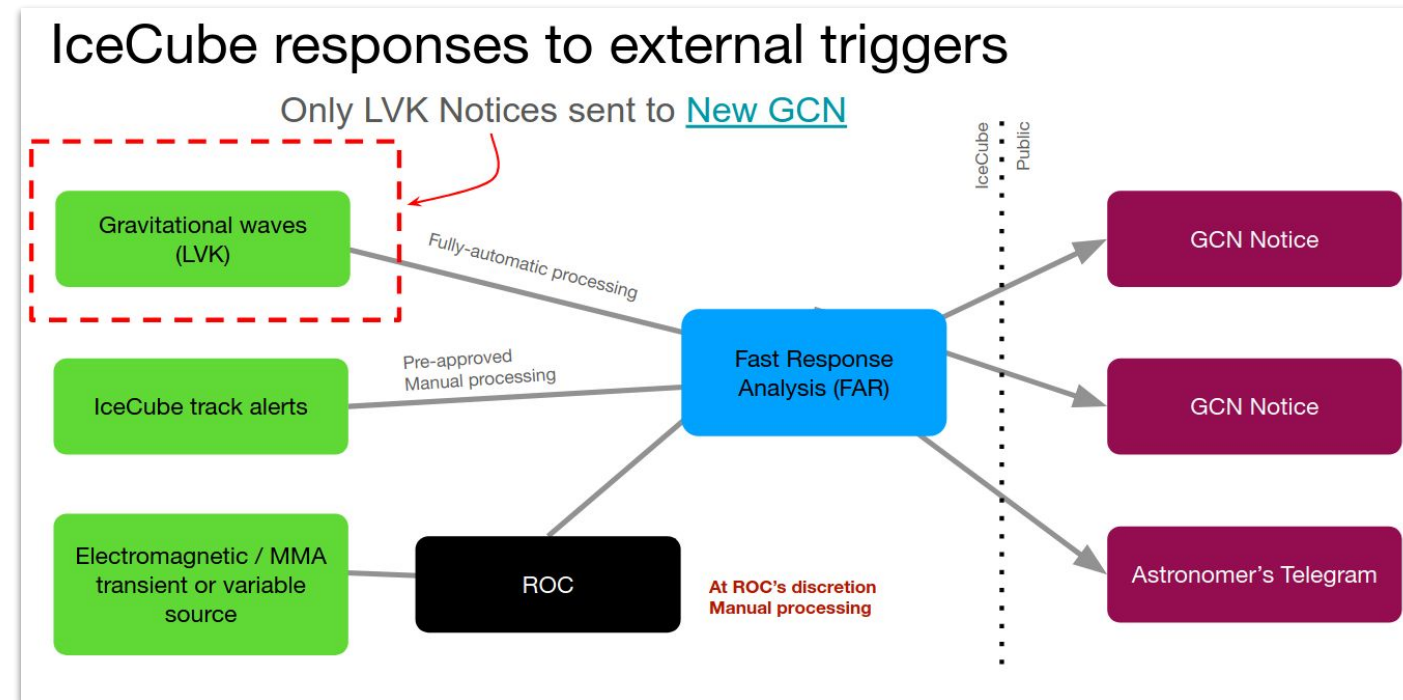 IceCube responses to external triggers
Only LVK Notices sent to New GCN
IceCube
Public
Gravitational waves
(LVK)
Fully-automatic processing
GCN Notice
IceCube track alerts
Pre-approved
Manual processing
Fast Response
Analysis (FAR)
GCN Notice
Electromagnetic / MMA
transient or variable
source
ROC
At ROC's discretion
Manual processing
Astronomer's Telegram